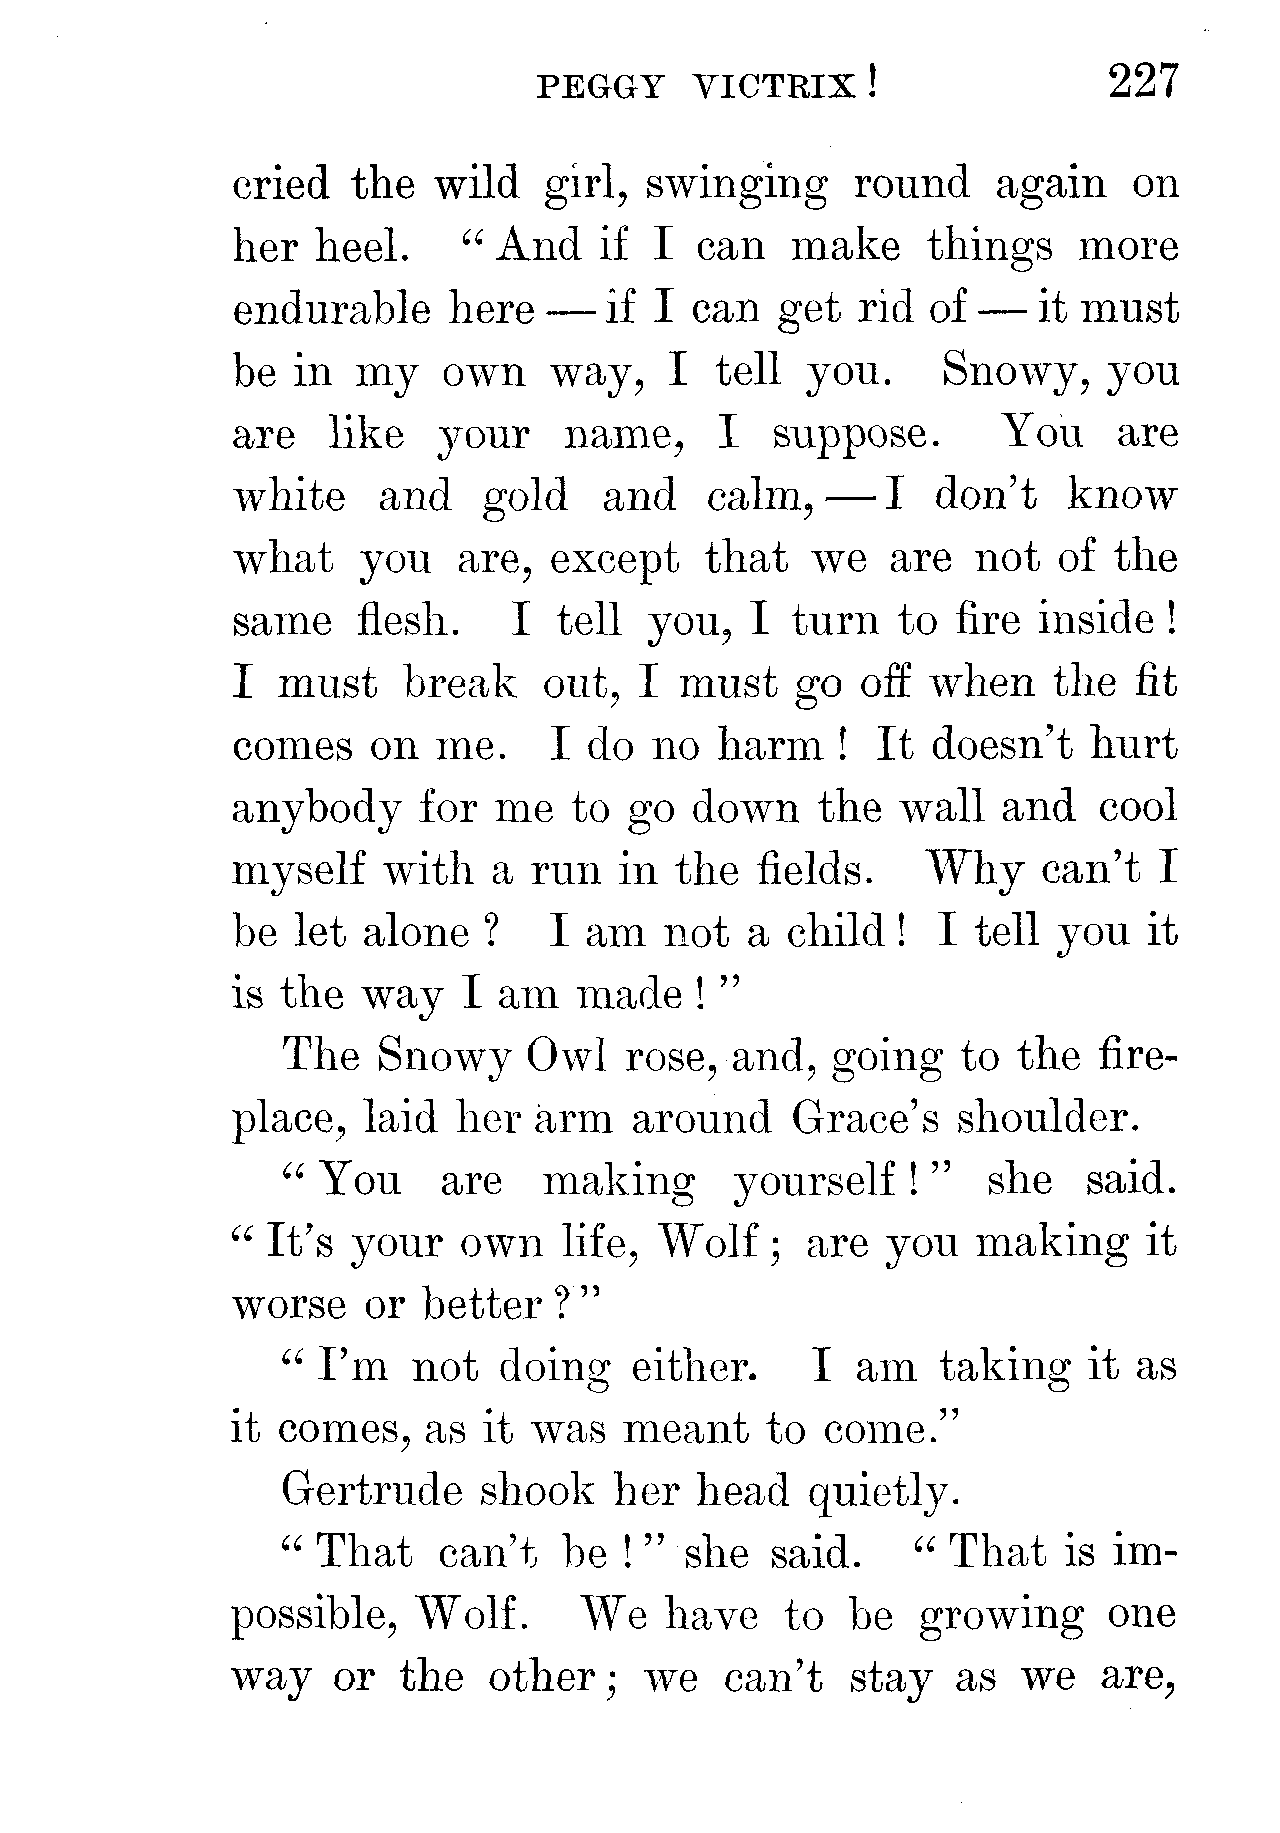 PEGGY VICTRIX! 227
cried the wild girl, swinging round again on
her heel. "And if I can make things more
endurable here — if I can get rid of — it must
be in my own way, I tell you. Snowy, you
are like your name, I suppose. You are
white and gold and calm, — I don't know
what you are, except that we are not of the
same flesh. I tell you, I turn to fire inside!
I must break out, I must go off when the fit
comes on me. I do no harm! It doesn't hurt
anybody for me to go down the wall and cool
myself with a run in the fields. Why can't I
be let alone? I am not a child! I tell you it
is the way I am made!"
The Snowy Owl rose, and, going to the fire-
place, laid her arm around Grace's shoulder.
"You are making yourself!" she said.
"It's your own life, Wolf; are you making it
worse or better?"
"I'm not doing either. I am taking it as
it comes, as it was meant to come."
Gertrude shook her head quietly.
"That can't be!" she said. "That is im-
possible, Wolf. We have to be growing one
way or the other; we can't stay as we are,